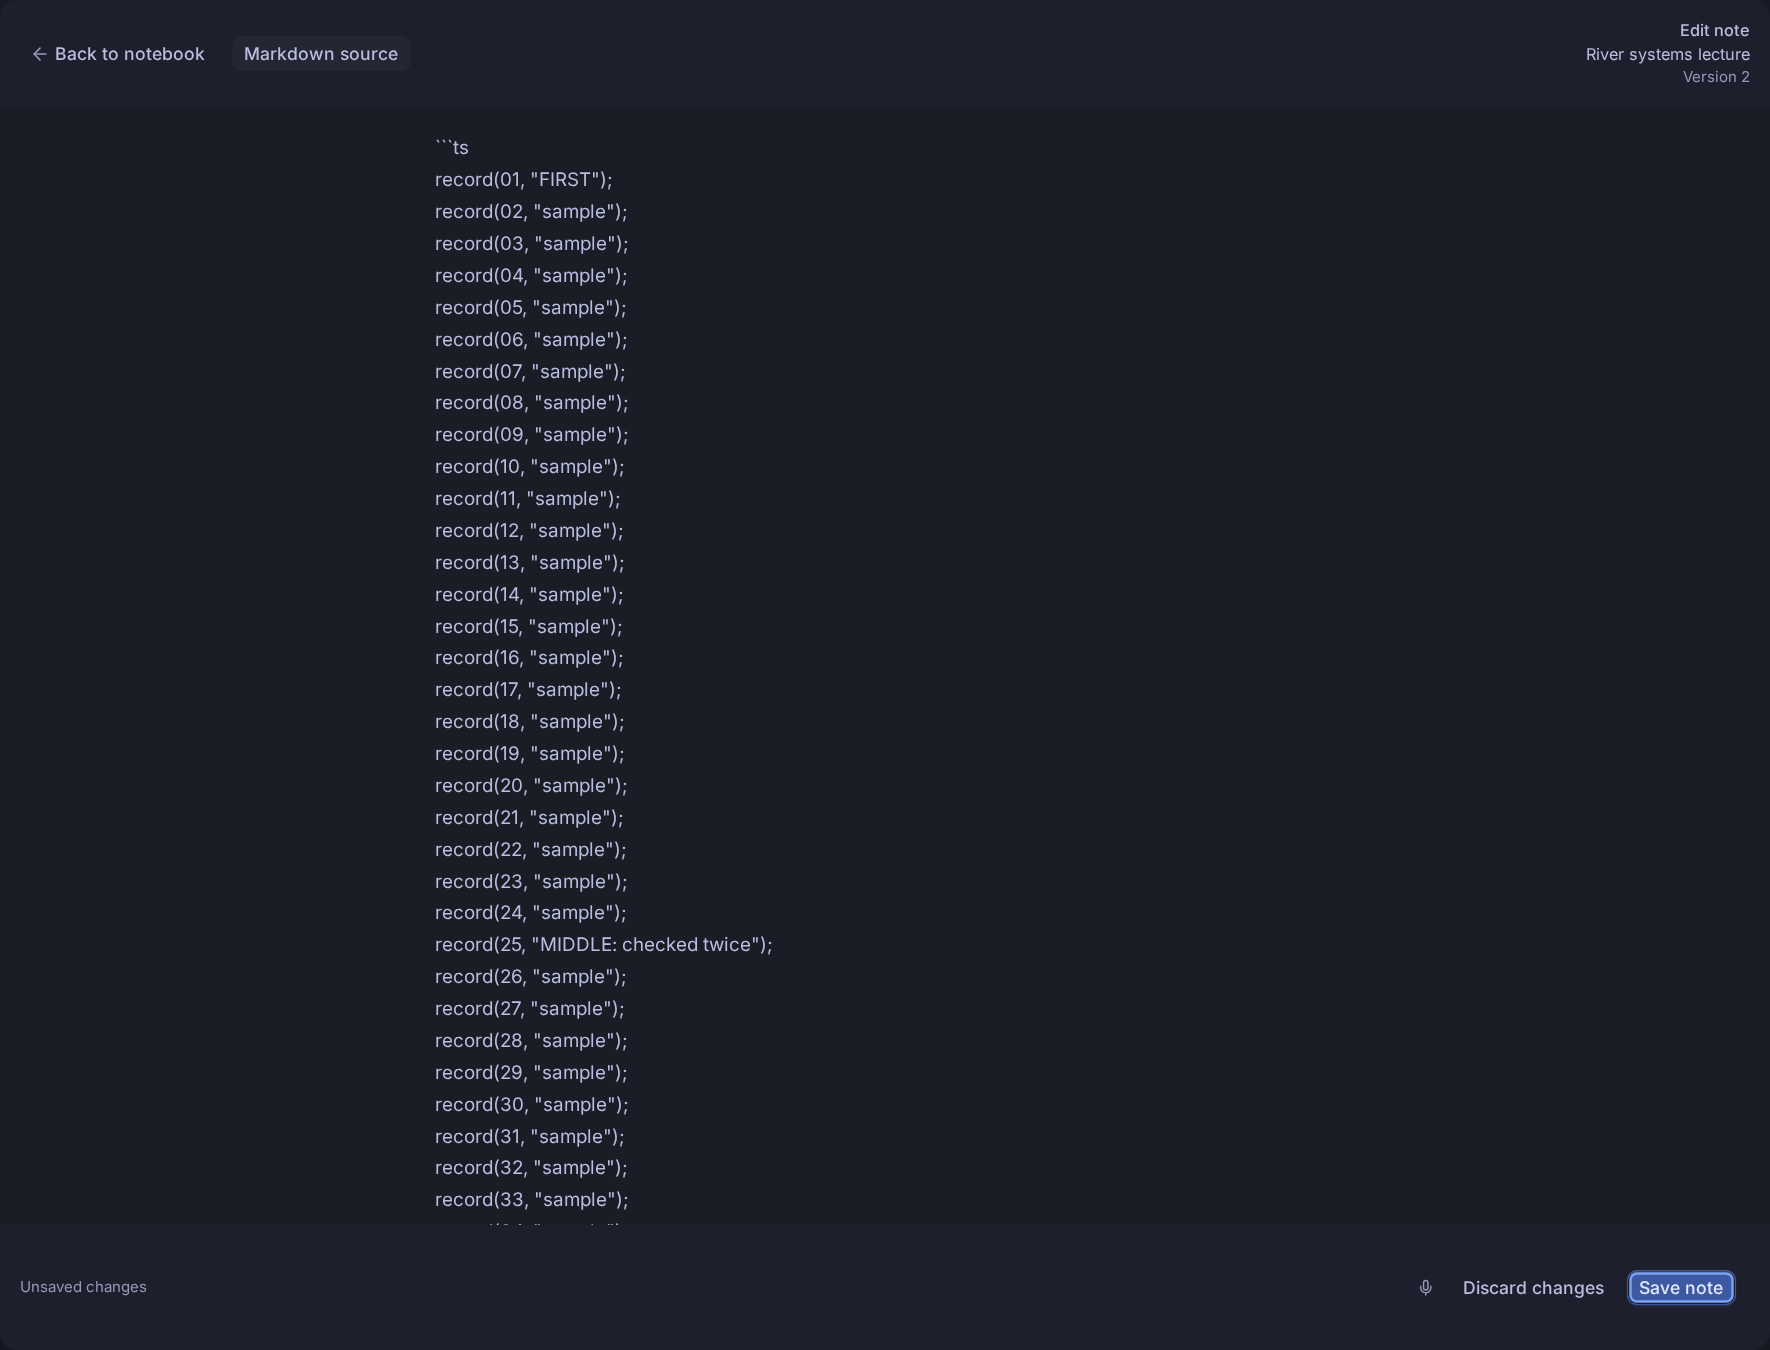 Back to notebook
Markdown source
Edit note
River systems lecture
Version 2
```ts
record(01, "FIRST");
record(02, "sample");
record(03, "sample");
record(04, "sample");
record(05, "sample");
record(06, "sample");
record(07, "sample");
record(08, "sample");
record(09, "sample");
record(10, "sample");
record(11, "sample");
record(12, "sample");
record(13, "sample");
record(14, "sample");
record(15, "sample");
record(16, "sample");
record(17, "sample");
record(18, "sample");
record(19, "sample");
record(20, "sample");
record(21, "sample");
record(22, "sample");
record(23, "sample");
record(24, "sample");
record(25, "MIDDLE: checked twice");
record(26, "sample");
record(27, "sample");
record(28, "sample");
record(29, "sample");
record(30, "sample");
record(31, "sample");
record(32, "sample");
record(33, "sample");
Unsaved changes
Discard changes
Save note